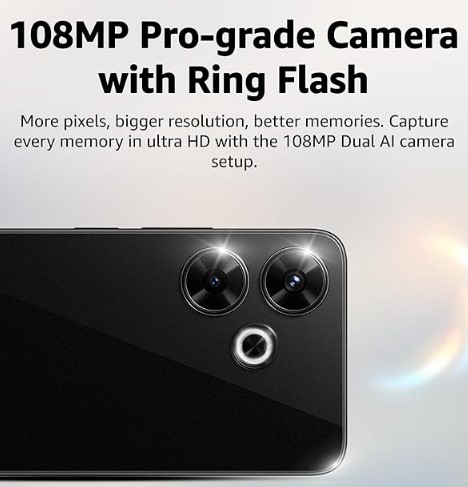 108MP Pro-grade Camera
with Ring Flash
More pixels, bigger resolution, better memories. Capture
every memory in ultra HD with the 108MP Dual AI camera
setup.